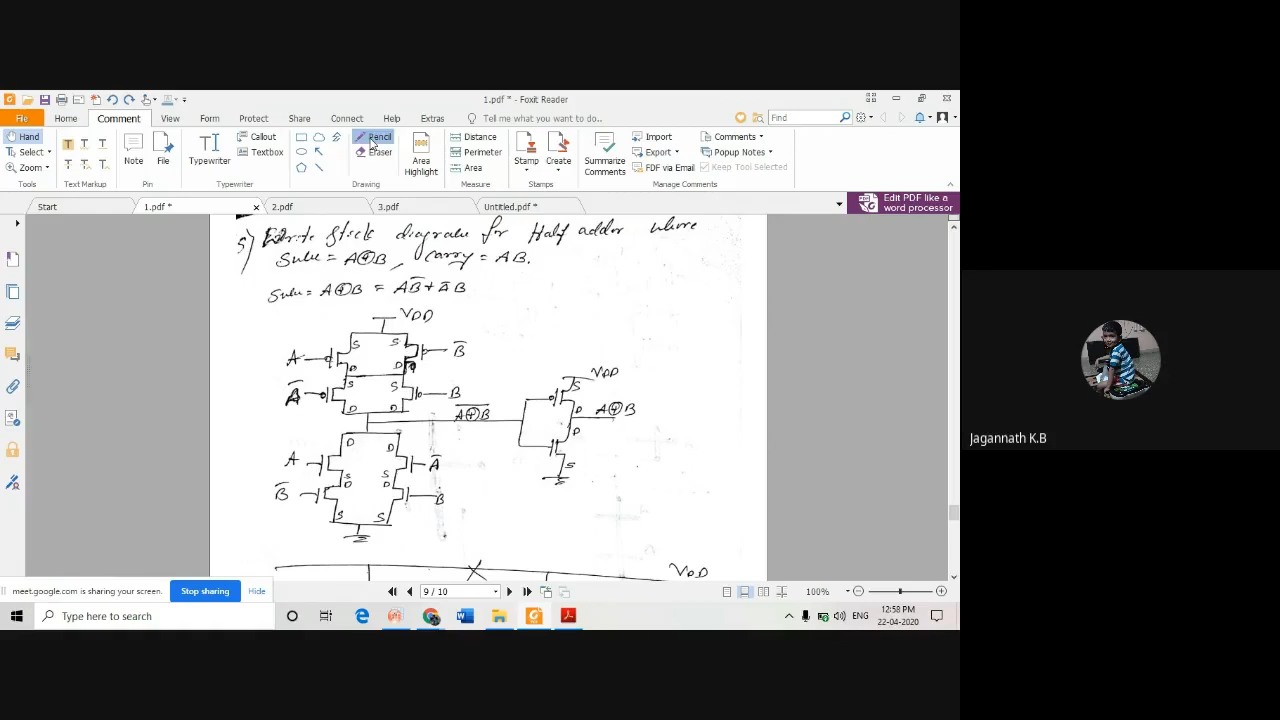 1.pdf * - Foxit Reader
File Home Comment View Form Protect Share Connect Help Extras Tell me what you want to do.. Find
Hand Select Zoom Tools
Text Markup
Note File Pin
Typewriter Callout Textbox Typewriter
Pencil Eraser Drawing
Area Highlight
Distance Perimeter Area Measure
Stamp Create Stamps
Summarize Comments Import Export FDF via Email Comments Popup Notes Keep Tool Selected Manage Comments
Start 1.pdf * 2.pdf 3.pdf Untitled.pdf * Edit PDF like a word processor
5) Write stick diagram for Half adder where
Sum = A⊕B, Carry = AB.
Sum = A⊕B = AB̅ + A̅B
VDD
S S
A B̅
D D
S S
A̅ B
D D
A̅⊕̅B̅
VDD
S
D A⊕B
D
S
D D
A A̅
S S
D D
B̅ B
S S
VDD
Jagannath K.B
meet.google.com is sharing your screen. Stop sharing Hide
9 / 10 100%
Type here to search
ENG 12:58 PM
22-04-2020